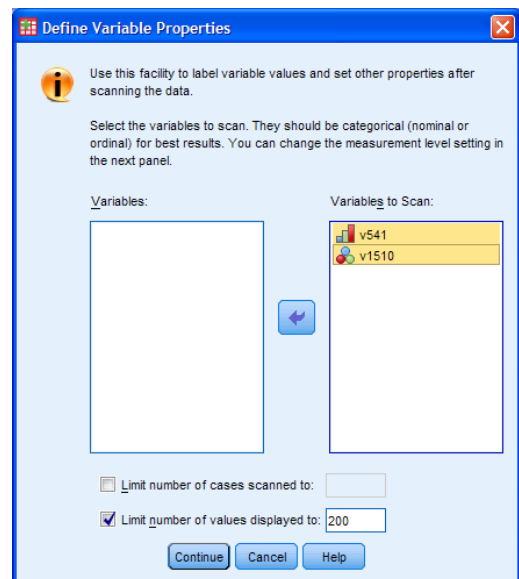 Define Variable Properties
Use this facility to label variable values and set other properties after
scanning the data.
Select the variables to scan. They should be categorical (nominal or
ordinal) for best results. You can change the measurement level setting in
the next panel.
Variables:
Variables to Scan:
v541
v1510
Limit number of cases scanned to:
Limit number of values displayed to: 200
Continue Cancel Help